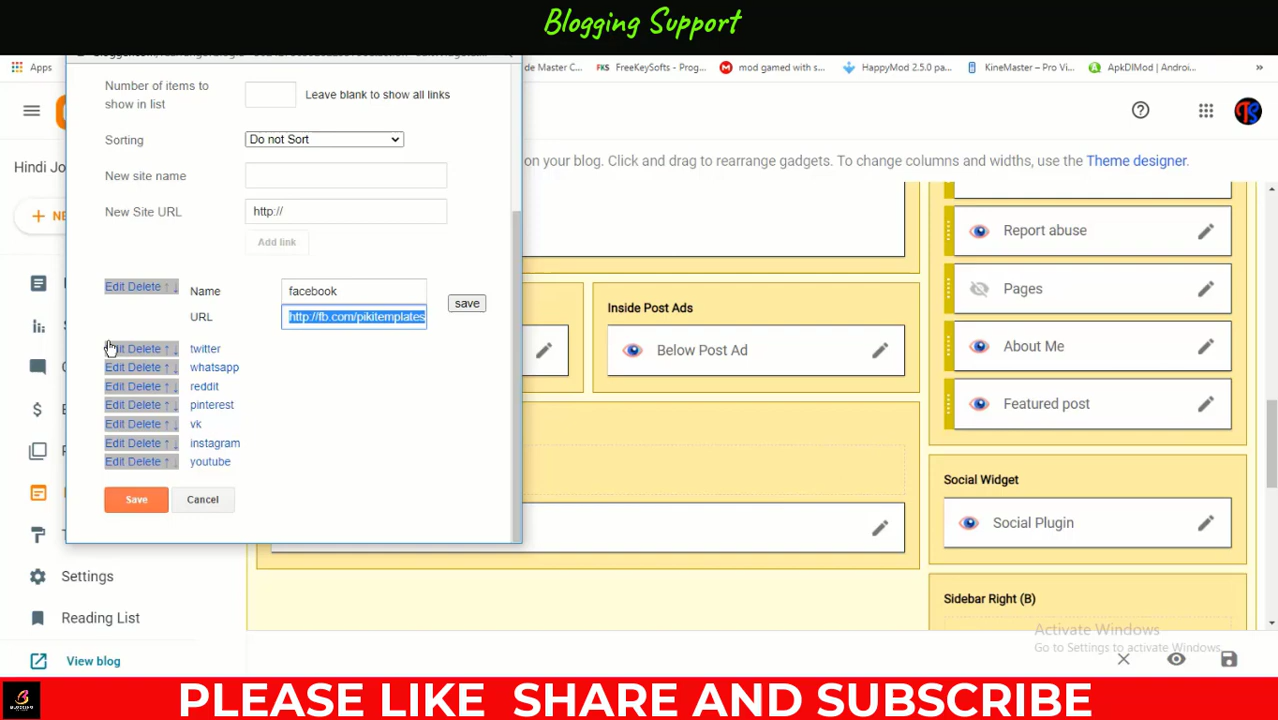 Blogging Support
Apps
de Master C...
FKS FreeKeySofts - Prog...
mod gamed with s...
HappyMod 2.5.0 pa...
KineMaster – Pro Vi...
ApkDlMod | Androi...
»
Number of items to
show in list
Leave blank to show all links
Sorting
Do not Sort
New site name
New Site URL
http://
Add link
Edit Delete ↑ ↓
Name
facebook
save
URL
http://fb.com/pikitemplates
Edit Delete ↑ ↓ twitter
Edit Delete ↑ ↓ whatsapp
Edit Delete ↑ ↓ reddit
Edit Delete ↑ ↓ pinterest
Edit Delete ↑ ↓ vk
Edit Delete ↑ ↓ instagram
Edit Delete ↑ ↓ youtube
Save
Cancel
Hindi Jo
+ NE
Settings
Reading List
View blog
on your blog. Click and drag to rearrange gadgets. To change columns and widths, use the Theme designer.
Inside Post Ads
Below Post Ad
Report abuse
Pages
About Me
Featured post
Social Widget
Social Plugin
Sidebar Right (B)
Activate Windows
Go to Settings to activate Windows.
PLEASE LIKE SHARE AND SUBSCRIBE